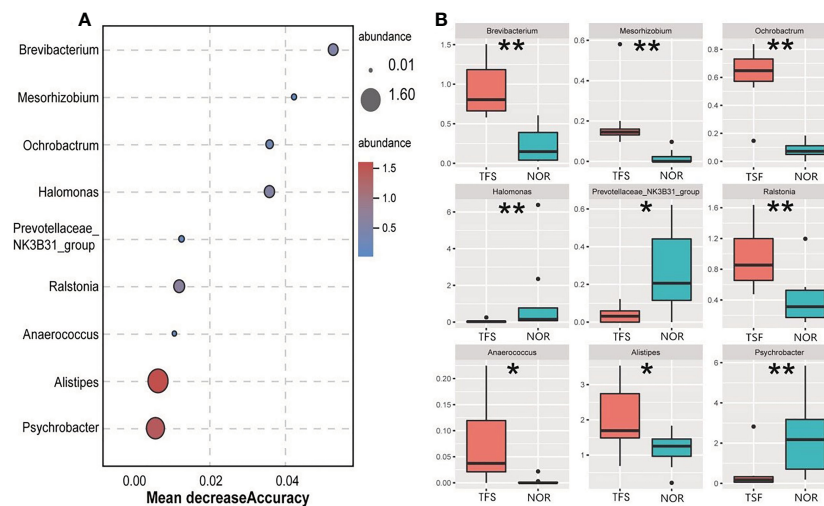 A
Brevibacterium
Mesorhizobium
Ochrobactrum
Halomonas
Prevotellaceae_
NK3B31_group
Ralstonia
Anaerococcus
Alistipes
Psychrobacter
0.00 0.02 0.04
Mean decreaseAccuracy
abundance
0.01
1.60
abundance
1.5
1.0
0.5
B
Brevibacterium
**
1.5
1.0
0.5
0.0
TFS NOR
Mesorhizobium
**
0.6
0.4
0.2
0.0
TFS NOR
Ochrobactrum
**
0.8
0.6
0.4
0.2
0.0
TSF NOR
Halomonas
**
6
4
2
0
TFS NOR
Prevotellaceae_NK3B31_group
*
0.6
0.4
0.2
0.0
TFS NOR
Ralstonia
**
1.6
1.2
0.8
0.4
TSF NOR
Anaerococcus
*
0.20
0.15
0.10
0.05
0.00
TFS NOR
Alistipes
*
3
2
1
TFS NOR
Psychrobacter
**
6
4
2
0
TSF NOR